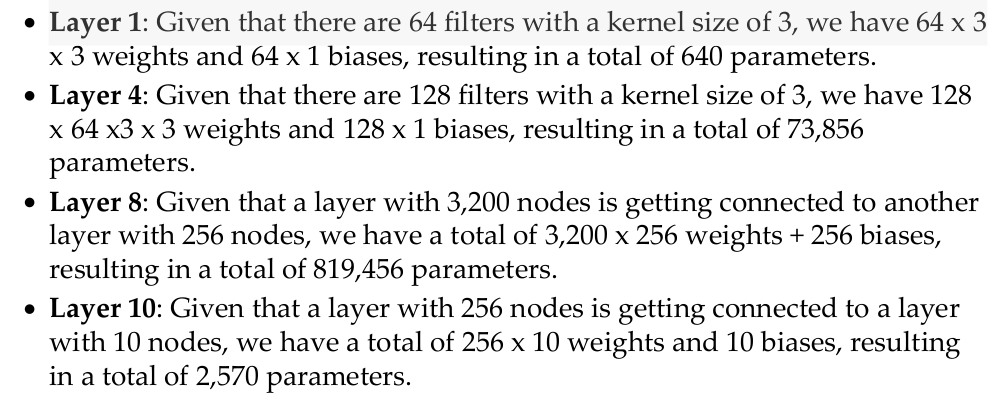 • Layer 1: Given that there are 64 filters with a kernel size of 3, we have 64 x 3
x 3 weights and 64 x 1 biases, resulting in a total of 640 parameters.
• Layer 4: Given that there are 128 filters with a kernel size of 3, we have 128
x 64 x3 x 3 weights and 128 x 1 biases, resulting in a total of 73,856
parameters.
• Layer 8: Given that a layer with 3,200 nodes is getting connected to another
layer with 256 nodes, we have a total of 3,200 x 256 weights + 256 biases,
resulting in a total of 819,456 parameters.
• Layer 10: Given that a layer with 256 nodes is getting connected to a layer
with 10 nodes, we have a total of 256 x 10 weights and 10 biases, resulting
in a total of 2,570 parameters.